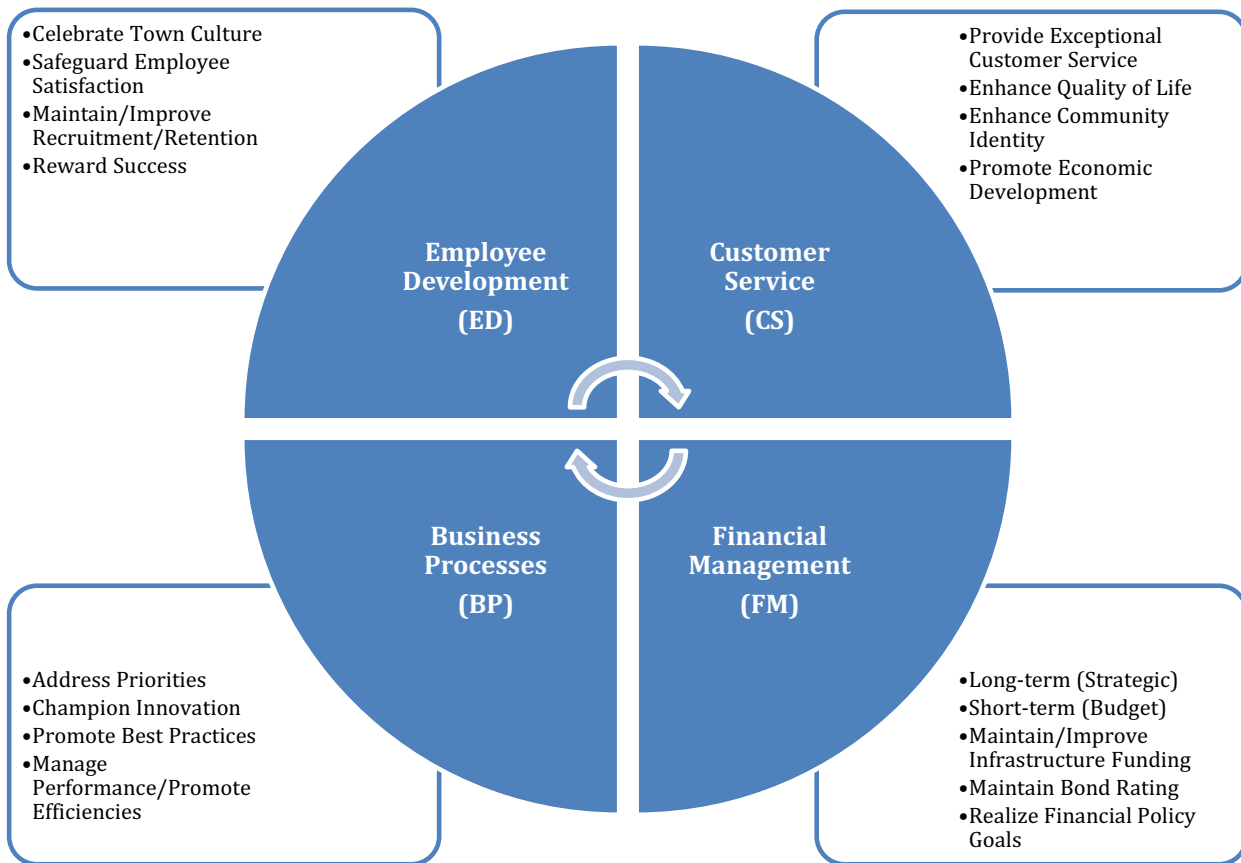 •Celebrate Town Culture
•Safeguard Employee
Satisfaction
•Maintain/Improve
Recruitment/Retention
•Reward Success
•Provide Exceptional
Customer Service
•Enhance Quality of Life
•Enhance Community
Identity
•Promote Economic
Development
Employee
Development
(ED)
Customer
Service
(CS)
Business
Processes
(BP)
Financial
Management
(FM)
•Address Priorities
•Champion Innovation
•Promote Best Practices
•Manage
Performance/Promote
Efficiencies
•Long-term (Strategic)
•Short-term (Budget)
•Maintain/Improve
Infrastructure Funding
•Maintain Bond Rating
•Realize Financial Policy
Goals